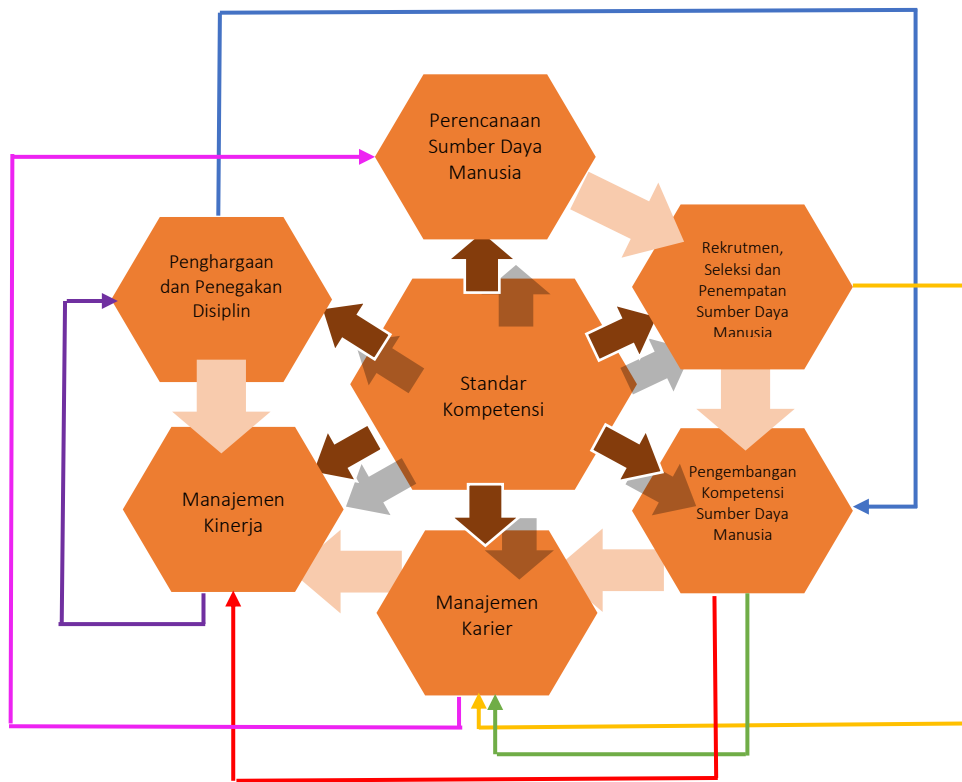 Perencanaan
Sumber Daya
Manusia
Rekrutmen,
Seleksi dan
Penempatan
Sumber Daya
Manusia
Penghargaan
dan Penegakan
Disiplin
Standar
Kompetensi
Pengembangan
Kompetensi
Sumber Daya
Manusia
Manajemen
Kinerja
Manajemen
Karier